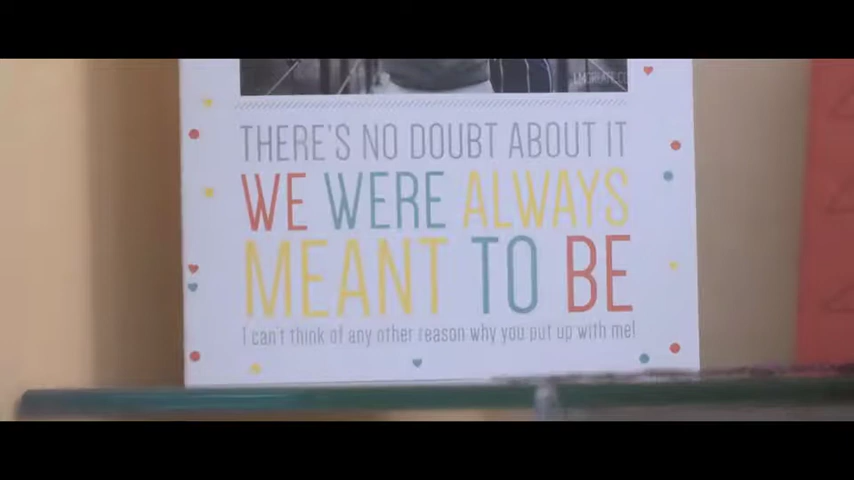 THERE'S NO DOUBT ABOUT IT
WE WERE ALWAYS
MEANT TO BE
I can't think of any other reason why you put up with me!